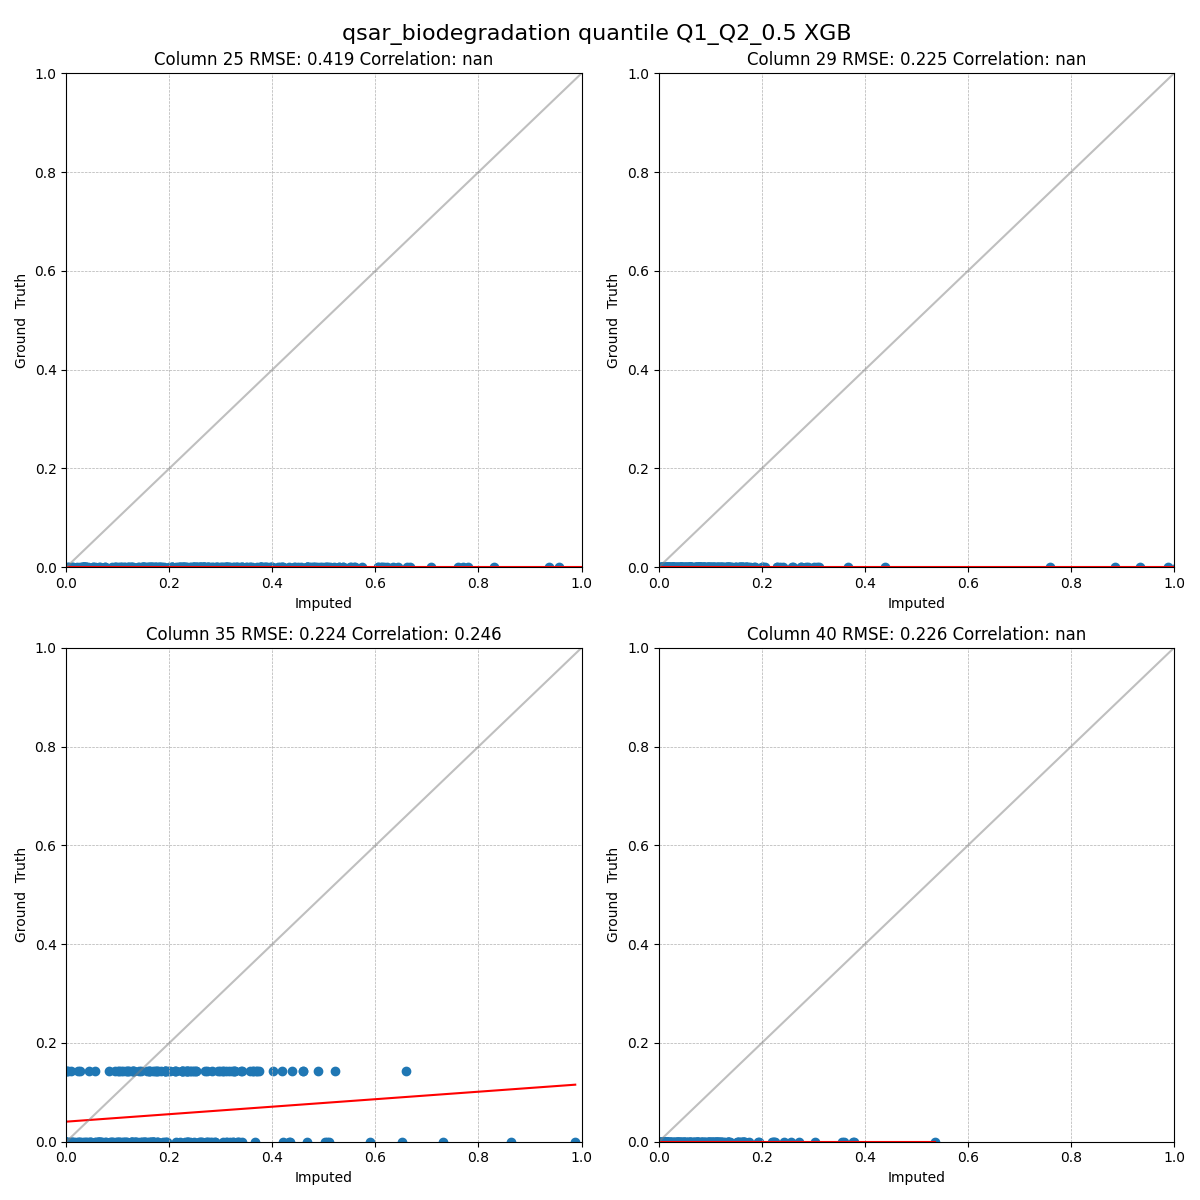 qsar_biodegradation quantile Q1_Q2_0.5 XGB
Column 25 RMSE: 0.419 Correlation: nan
1.0
0.8
0.6
0.4
0.2
0.0
Ground Truth
0.0 0.2 0.4 0.6 0.8 1.0
Imputed
Column 29 RMSE: 0.225 Correlation: nan
1.0
0.8
0.6
0.4
0.2
0.0
Ground Truth
0.0 0.2 0.4 0.6 0.8 1.0
Imputed
Column 35 RMSE: 0.224 Correlation: 0.246
1.0
0.8
0.6
0.4
0.2
0.0
Ground Truth
0.0 0.2 0.4 0.6 0.8 1.0
Imputed
Column 40 RMSE: 0.226 Correlation: nan
1.0
0.8
0.6
0.4
0.2
0.0
Ground Truth
0.0 0.2 0.4 0.6 0.8 1.0
Imputed